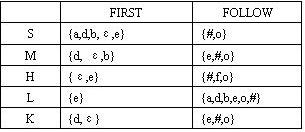 FIRST FOLLOW
S {a,d,b,ε,e} {#,o}
M {d, ε,b} {e,#,o}
H {ε,e} {#,f,o}
L {e} {a,d,b,e,o,#}
K {d,ε} {e,#,o}